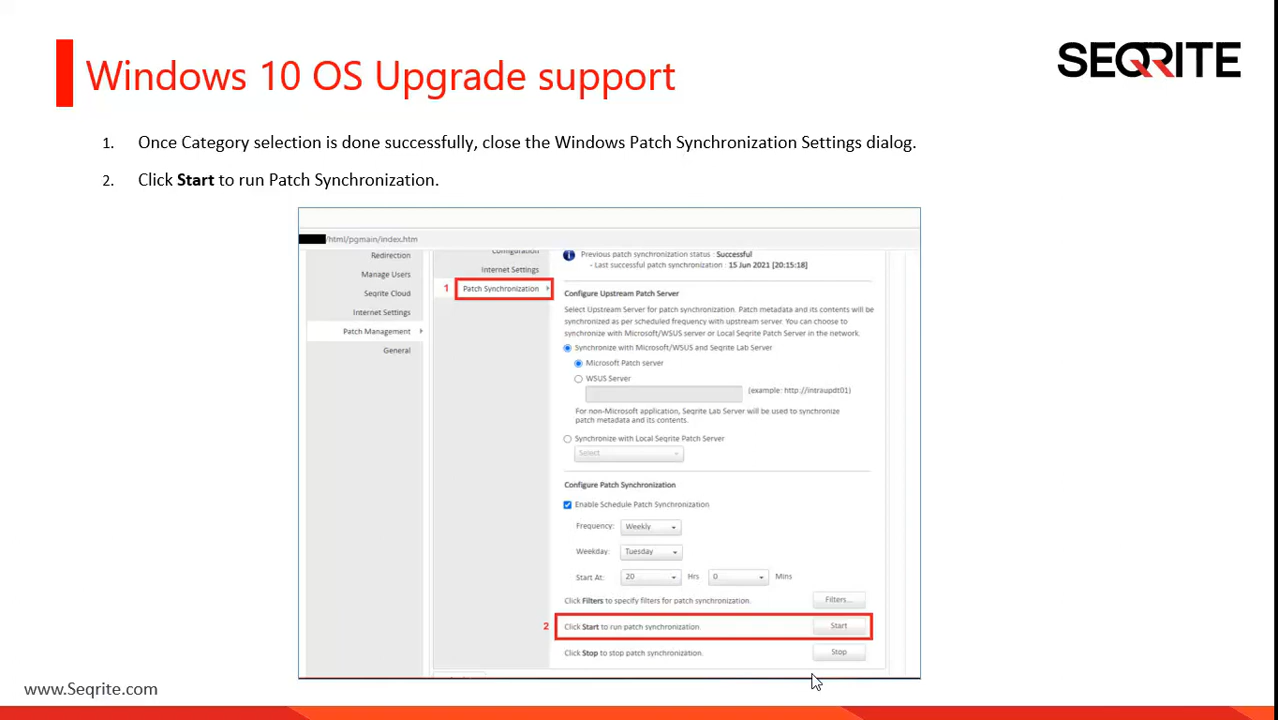 Windows 10 OS Upgrade support
SEQRITE
1. Once Category selection is done successfully, close the Windows Patch Synchronization Settings dialog.
2. Click Start to run Patch Synchronization.
/html/pgmain/index.htm
Redirection
Manage Users
Seqrite Cloud
Internet Settings
Patch Management
General
Configuration
Internet Settings
1 Patch Synchronization
Previous patch synchronization status : Successful
- Last successful patch synchronization : 15 Jun 2021 [20:15:18]
Configure Upstream Patch Server
Select Upstream Server for patch synchronization. Patch metadata and its contents will be
synchronized as per scheduled frequency with upstream server. You can choose to
synchronize with Microsoft/WSUS server or Local Seqrite Patch Server in the network.
Synchronize with Microsoft/WSUS and Seqrite Lab Server
Microsoft Patch server
WSUS Server
(example: http://intraupdt01)
For non-Microsoft application, Seqrite Lab Server will be used to synchronize
patch metadata and its contents.
Synchronize with Local Seqrite Patch Server
Select
Configure Patch Synchronization
Enable Schedule Patch Synchronization
Frequency: Weekly
Weekday: Tuesday
Start At: 20 Hrs 0 Mins
Click Filters to specify filters for patch synchronization. Filters...
2 Click Start to run patch synchronization. Start
Click Stop to stop patch synchronization. Stop
www.Seqrite.com